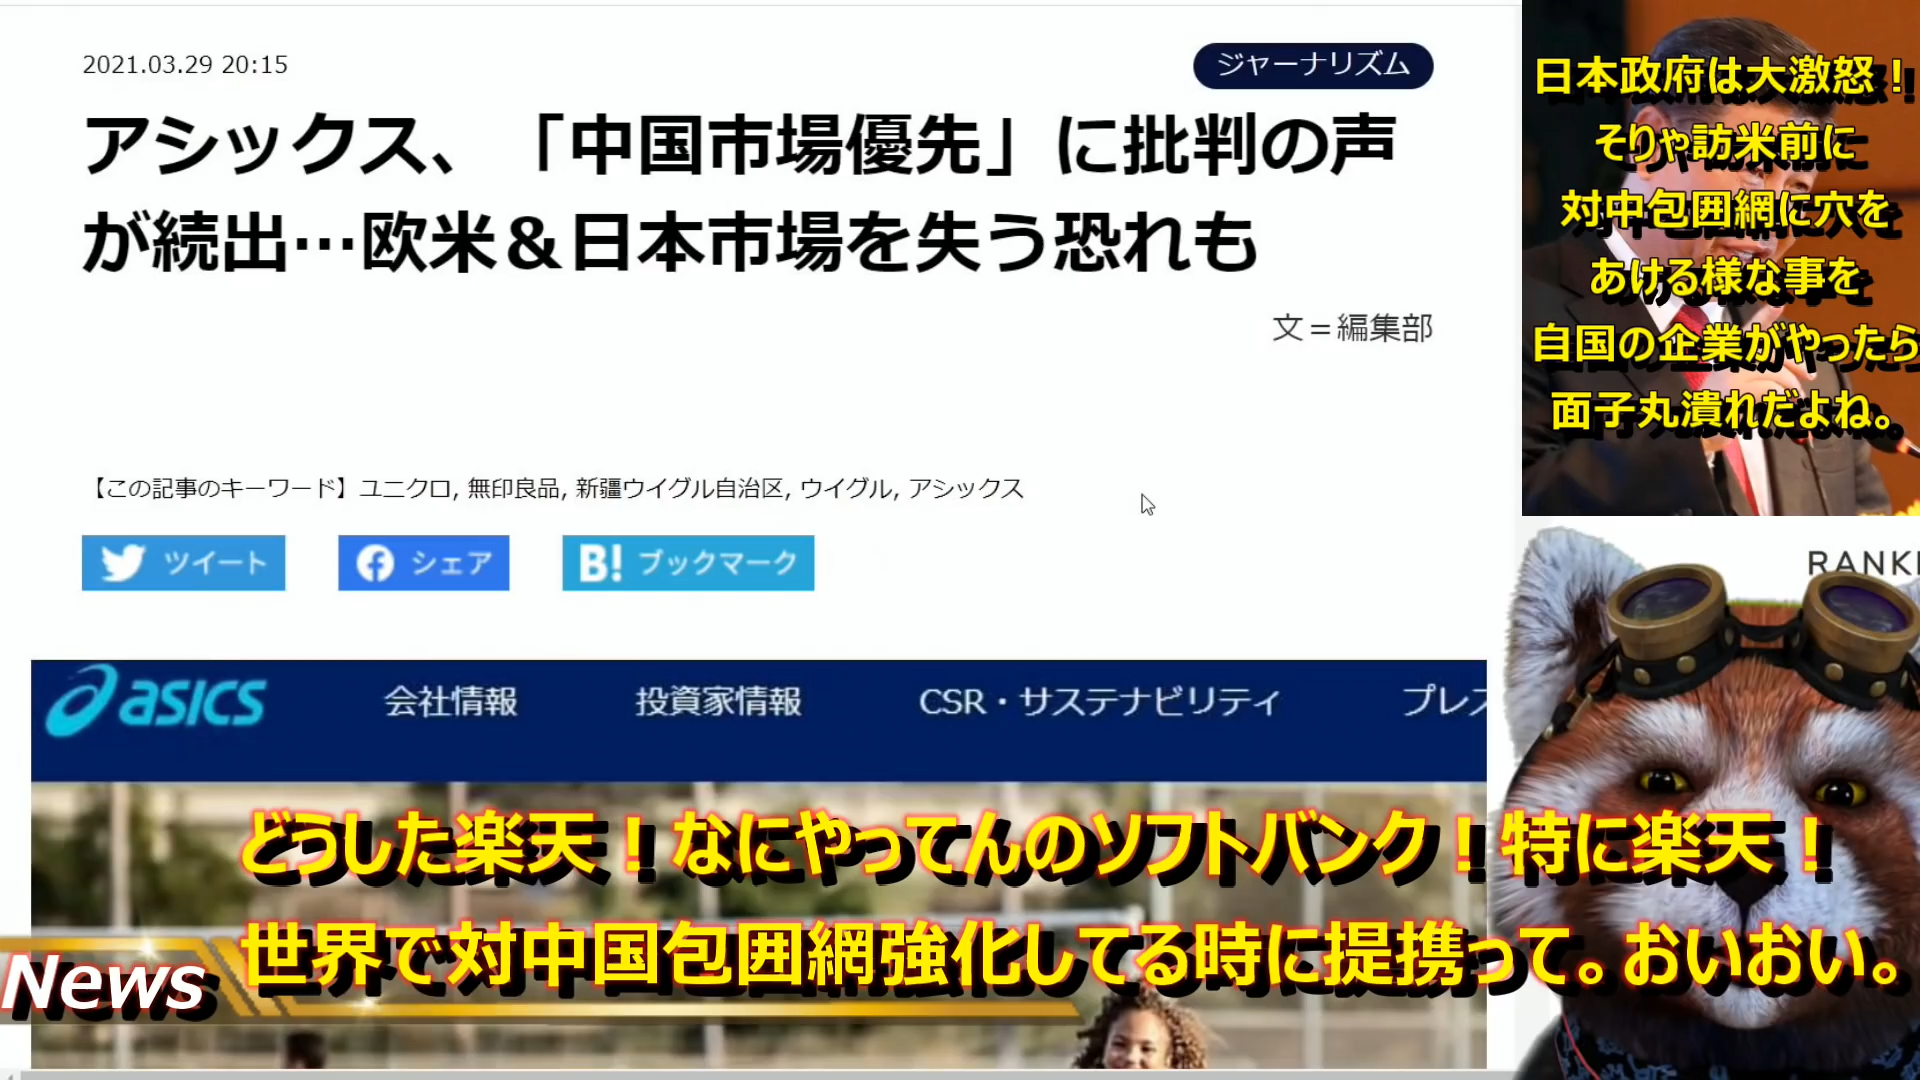 2021.03.29 20:15
ジャーナリズム
アシックス、「中国市場優先」に批判の声
が続出…欧米＆日本市場を失う恐れも
文＝編集部
【この記事のキーワード】ユニクロ, 無印良品, 新疆ウイグル自治区, ウイグル, アシックス
ツイート
シェア
B! ブックマーク
日本政府は大激怒！
そりゃ訪米前に
対中包囲網に穴を
あける様な事を
自国の企業がやったら
面子丸潰れだよね。
RANKI
asics
会社情報
投資家情報
CSR・サステナビリティ
プレス
どうした楽天！なにやってんのソフトバンク！特に楽天！
世界で対中国包囲網強化してる時に提携って。おいおい。
News